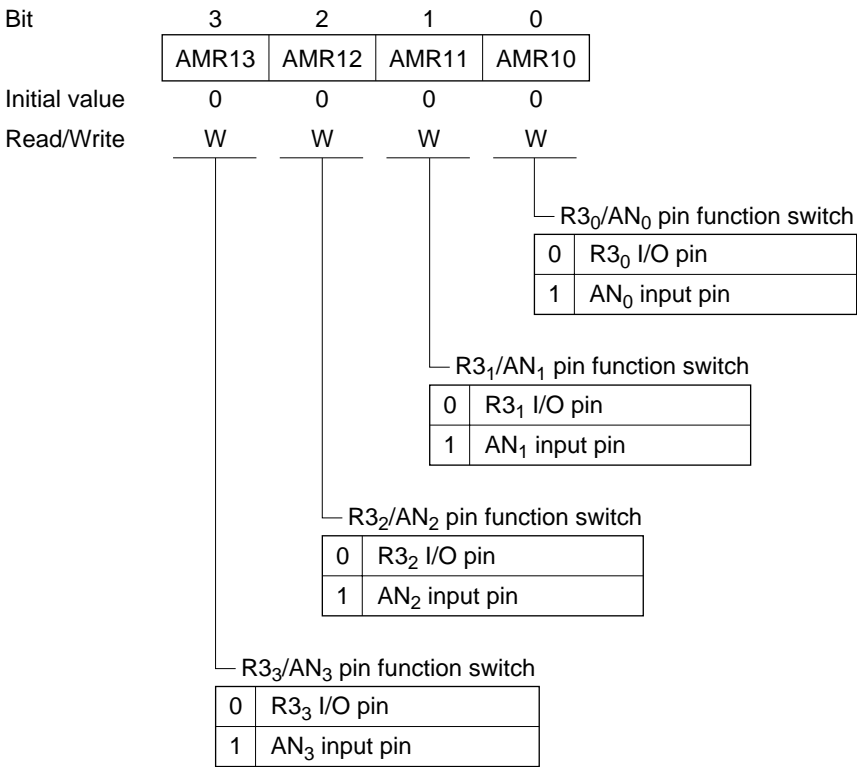 Bit 3 2 1 0
AMR13 AMR12 AMR11 AMR10
Initial value 0 0 0 0
Read/Write W W W W
R3₀/AN₀ pin function switch
0 R3₀ I/O pin
1 AN₀ input pin
R3₁/AN₁ pin function switch
0 R3₁ I/O pin
1 AN₁ input pin
R3₂/AN₂ pin function switch
0 R3₂ I/O pin
1 AN₂ input pin
R3₃/AN₃ pin function switch
0 R3₃ I/O pin
1 AN₃ input pin